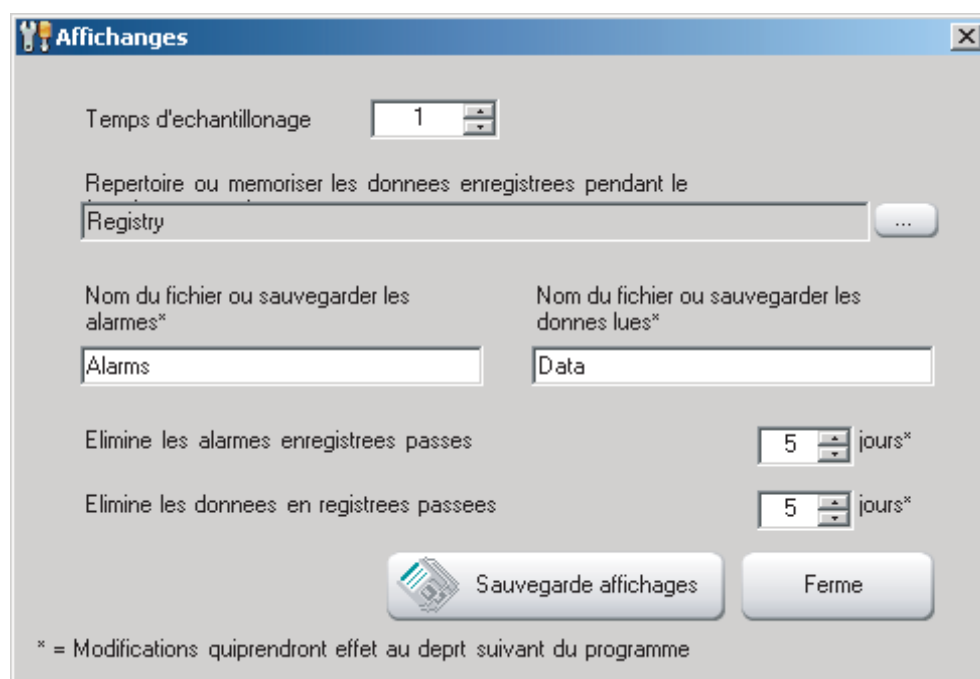 Affichanges
Temps d'echantillonage
1
Repertoire ou memoriser les donnees enregistrees pendant le
Registry
...
Nom du fichier ou sauvegarder les
alarmes*
Nom du fichier ou sauvegarder les
donnes lues*
Alarms
Data
Elimine les alarmes enregistrees passes
5 jours*
Elimine les donnees en registrees passees
5 jours*
Sauvegarde affichages
Ferme
* = Modifications quiprendront effet au deprt suivant du programme